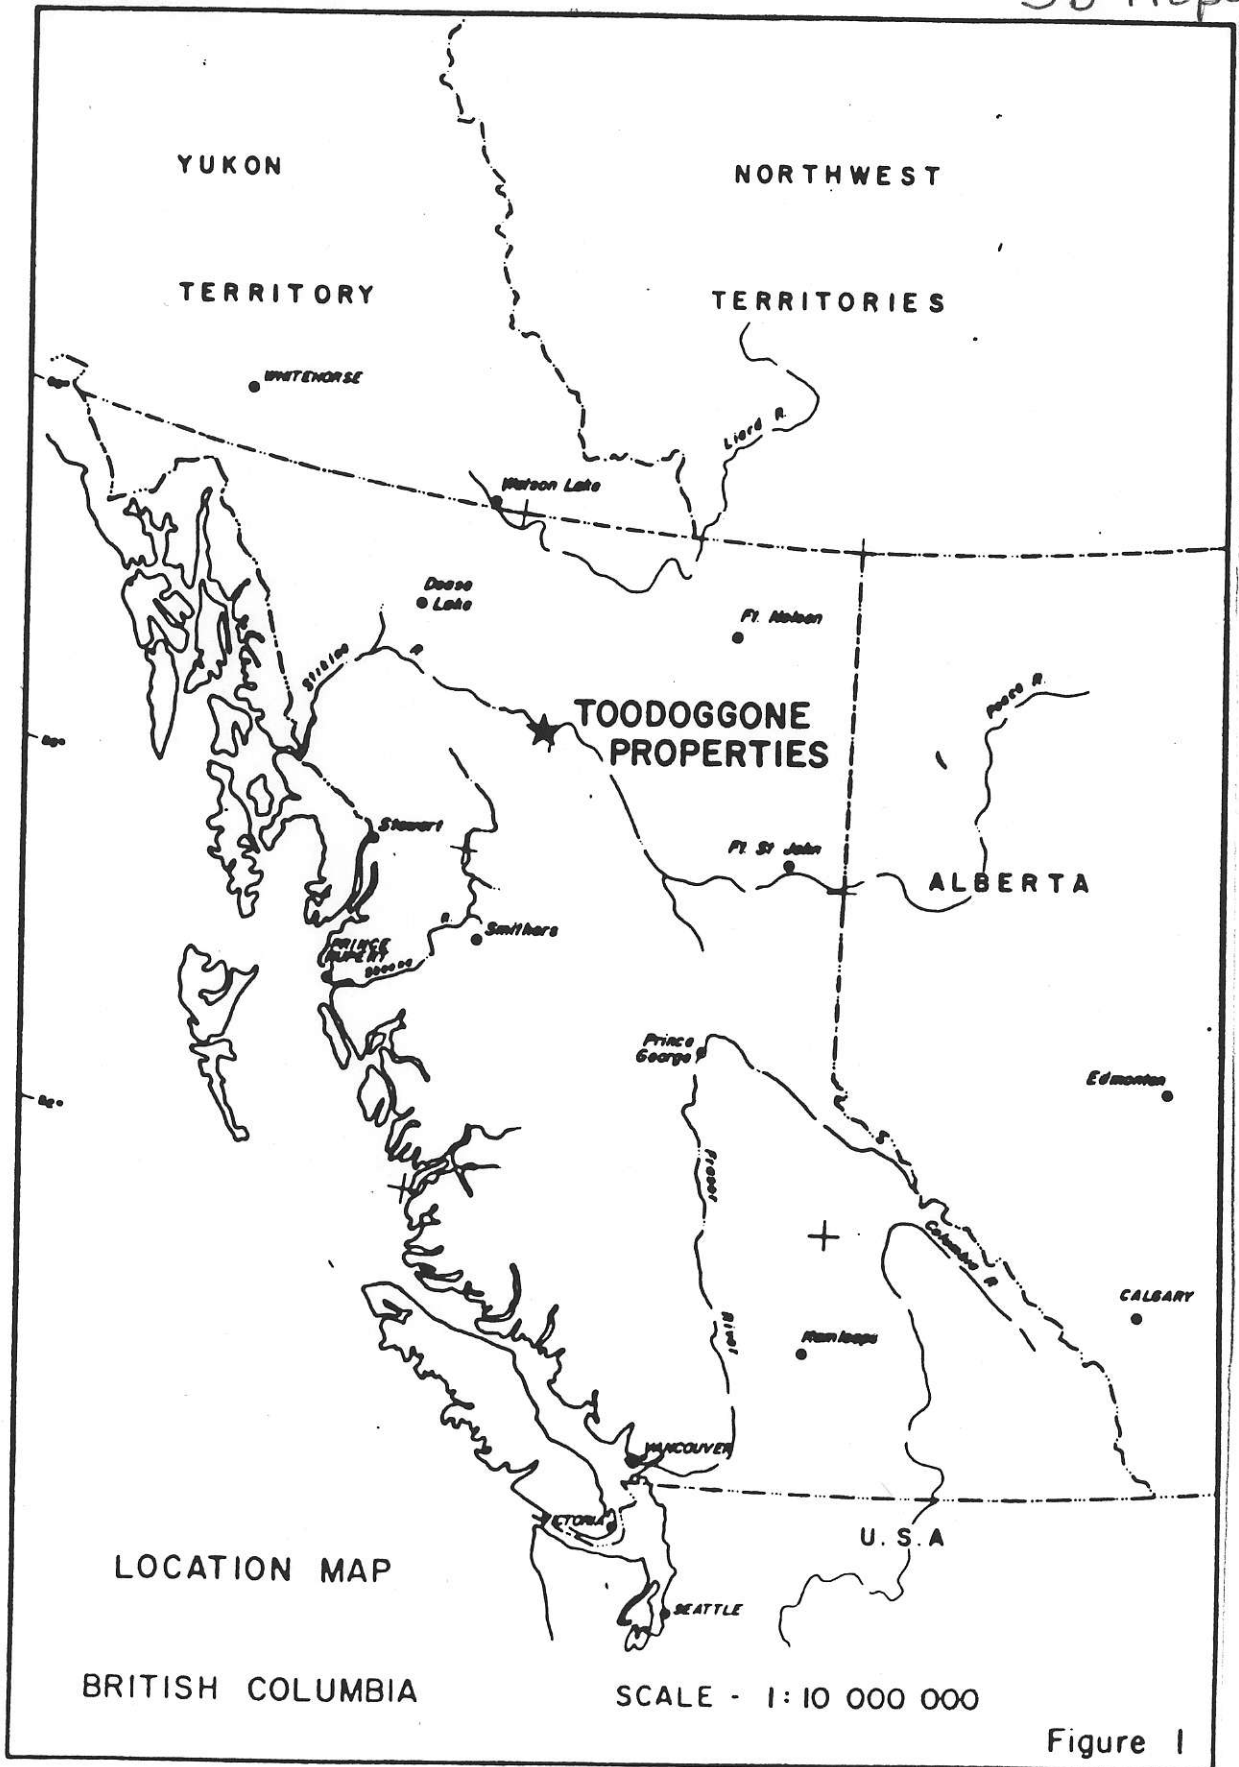 YUKON
NORTHWEST
TERRITORY
TERRITORIES
WHITEHORSE
Liard R.
Watson Lake
Dease
Lake
Ft. Nelson
Stikine R.
Peace R.
TOODOGGONE
PROPERTIES
Stewart
Ft St John
ALBERTA
Smithers
PRINCE
RUPERT
Skeena R.
Prince
George
Edmonton
52°
Fraser River
Columbia R.
CALGARY
Kamloops
VANCOUVER
U.S.A
SEATTLE
LOCATION MAP
BRITISH COLUMBIA
SCALE - 1:10 000 000
Figure 1